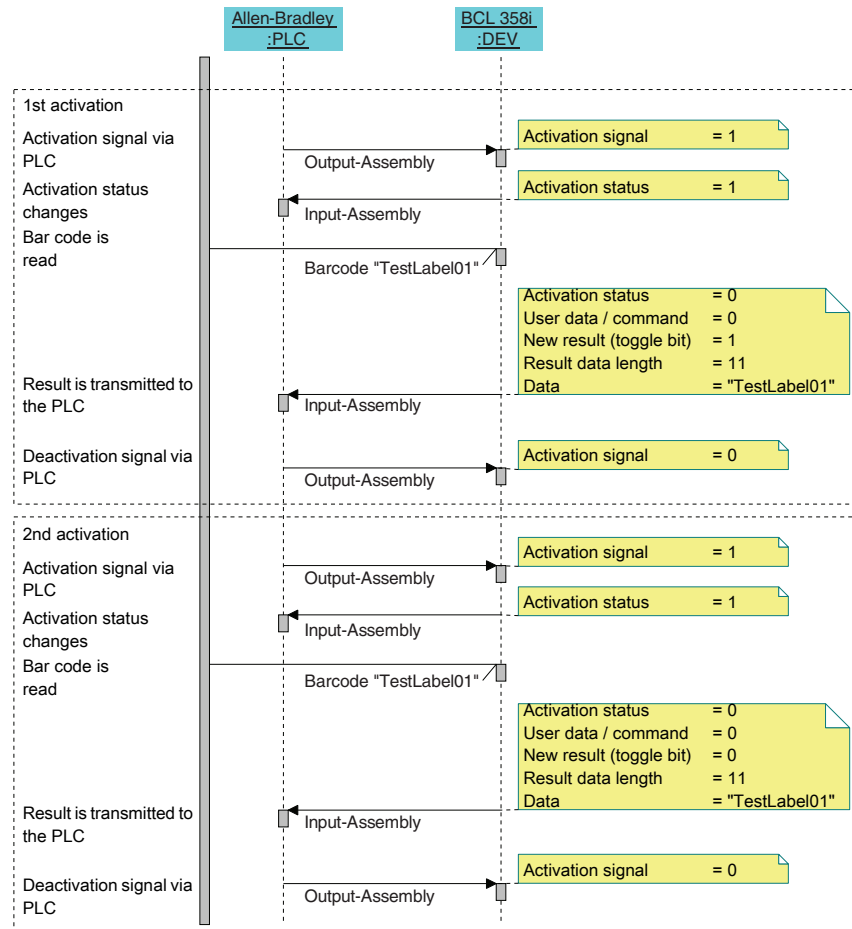 Allen-Bradley
:PLC
BCL 358i
:DEV
1st activation
Activation signal via
PLC
Output-Assembly
Activation signal = 1
Activation status
changes
Input-Assembly
Activation status = 1
Bar code is
read
Barcode "TestLabel01"
Activation status = 0
User data / command = 0
New result (toggle bit) = 1
Result data length = 11
Data = "TestLabel01"
Result is transmitted to
the PLC
Input-Assembly
Deactivation signal via
PLC
Output-Assembly
Activation signal = 0
2nd activation
Activation signal via
PLC
Output-Assembly
Activation signal = 1
Activation status
changes
Input-Assembly
Activation status = 1
Bar code is
read
Barcode "TestLabel01"
Activation status = 0
User data / command = 0
New result (toggle bit) = 0
Result data length = 11
Data = "TestLabel01"
Result is transmitted to
the PLC
Input-Assembly
Deactivation signal via
PLC
Output-Assembly
Activation signal = 0